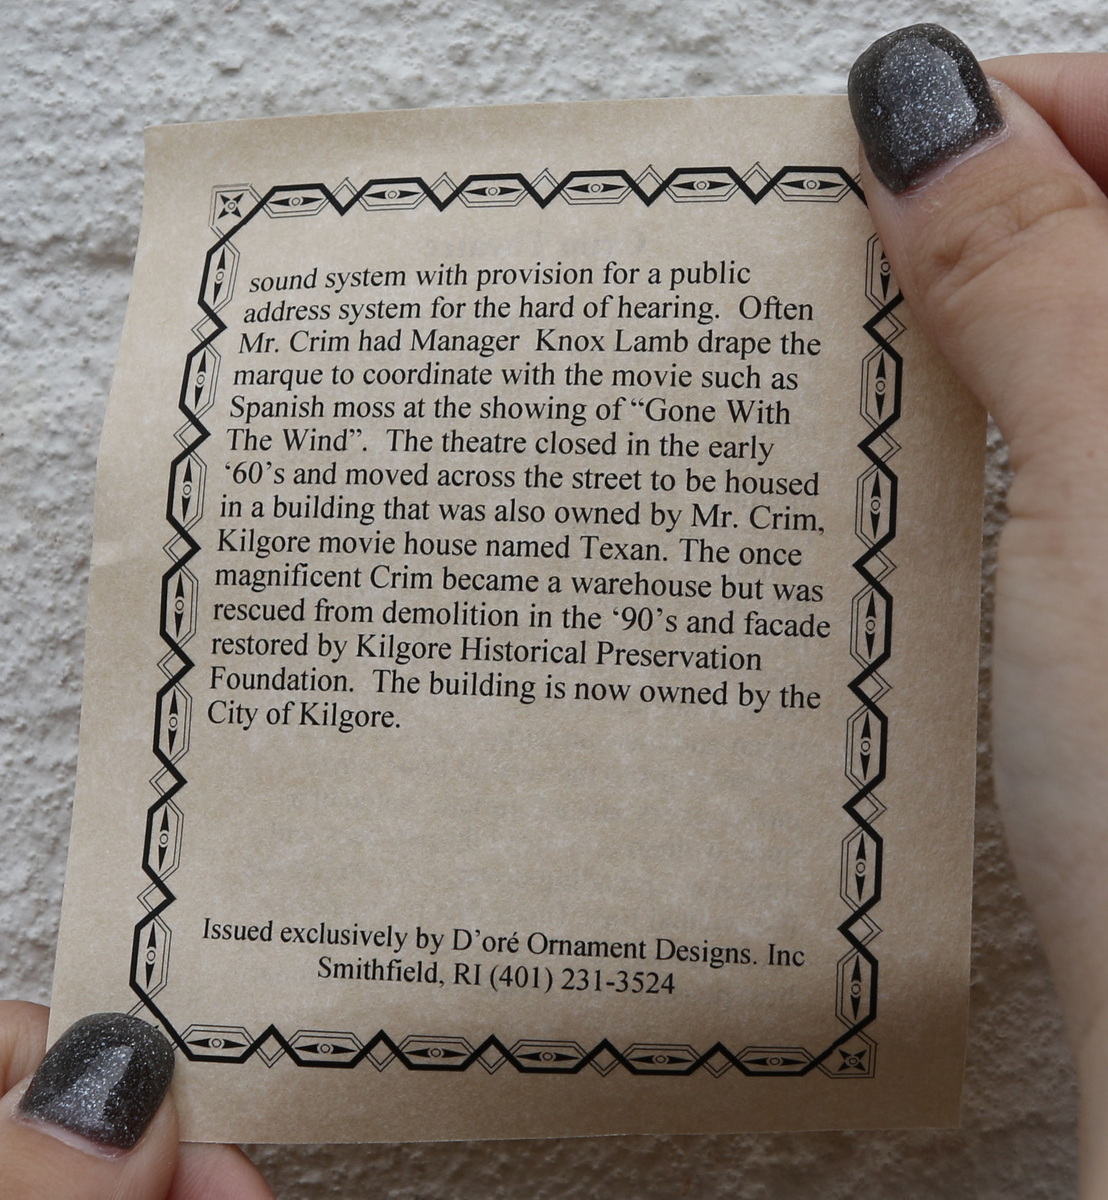 sound system with provision for a public
address system for the hard of hearing.  Often
Mr. Crim had Manager  Knox Lamb drape the
marque to coordinate with the movie such as
Spanish moss at the showing of “Gone With
The Wind”.  The theatre closed in the early
‘60’s and moved across the street to be housed
in a building that was also owned by Mr. Crim,
Kilgore movie house named Texan. The once
magnificent Crim became a warehouse but was
rescued from demolition in the ‘90’s and facade
restored by Kilgore Historical Preservation
Foundation.  The building is now owned by the
City of Kilgore.
Issued exclusively by D’oré Ornament Designs. Inc
Smithfield, RI (401) 231-3524